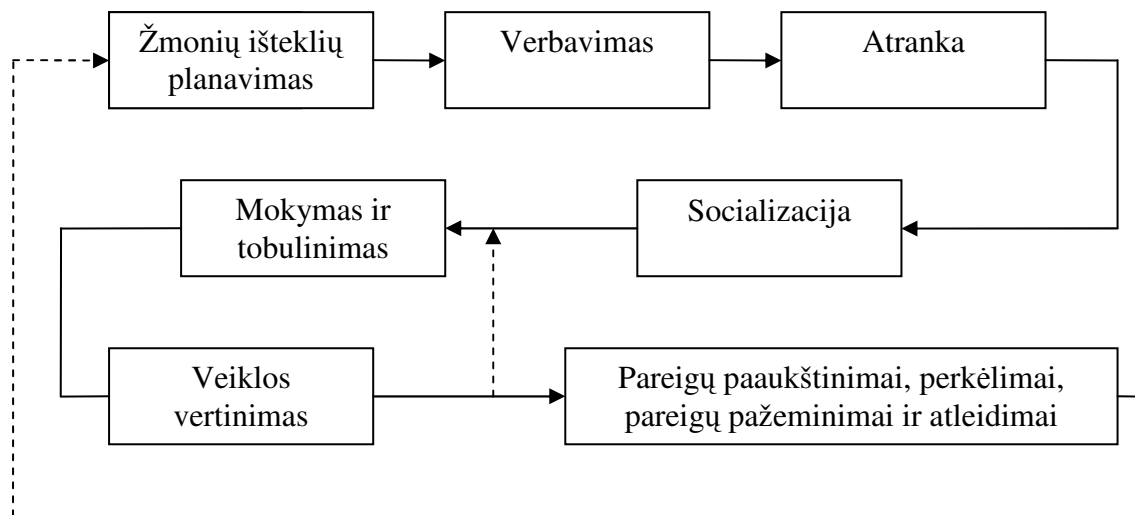 Žmonių išteklių
planavimas
Verbavimas
Atranka
Mokymas ir
tobulinimas
Socializacija
Veiklos
vertinimas
Pareigų paaukštinimai, perkėlimai,
pareigų pažeminimai ir atleidimai